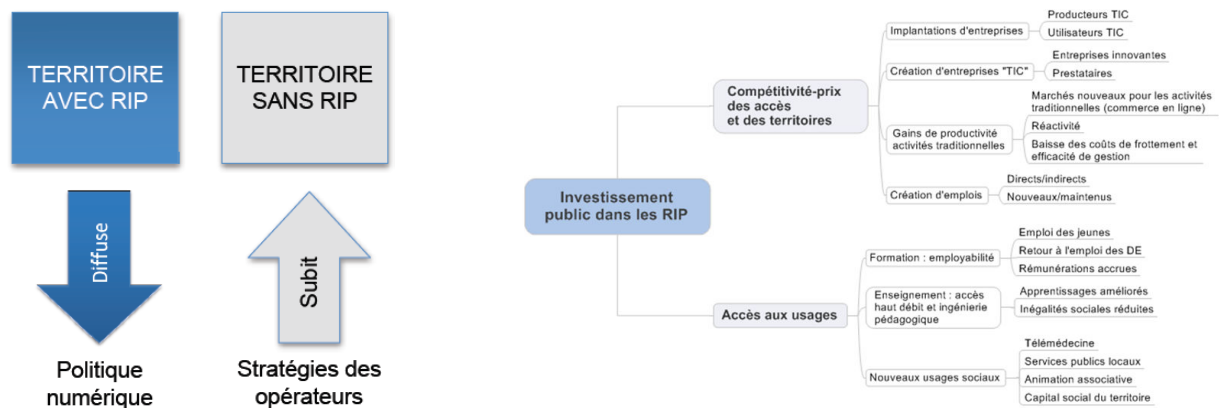 TERRITOIRE
AVEC RIP
Diffuse
Politique
numérique
TERRITOIRE
SANS RIP
Subit
Stratégies des
opérateurs
Investissement
public dans les RIP
Compétitivité-prix
des accès
et des territoires
Implantations d'entreprises
Producteurs TIC
Utilisateurs TIC
Création d'entreprises "TIC"
Entreprises innovantes
Prestataires
Gains de productivité
activités traditionnelles
Marchés nouveaux pour les activités
traditionnelles (commerce en ligne)
Réactivité
Baisse des coûts de frottement et
efficacité de gestion
Création d'emplois
Directs/indirects
Nouveaux/maintenus
Accès aux usages
Formation : employabilité
Emploi des jeunes
Retour à l'emploi des DE
Rémunérations accrues
Enseignement : accès
haut débit et ingénierie
pédagogique
Apprentissages améliorés
Inégalités sociales réduites
Nouveaux usages sociaux
Télémédecine
Services publics locaux
Animation associative
Capital social du territoire